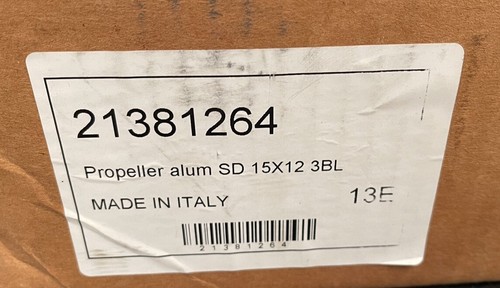 21381264
Propeller alum SD 15X12 3BL
MADE IN ITALY 13E
21381264